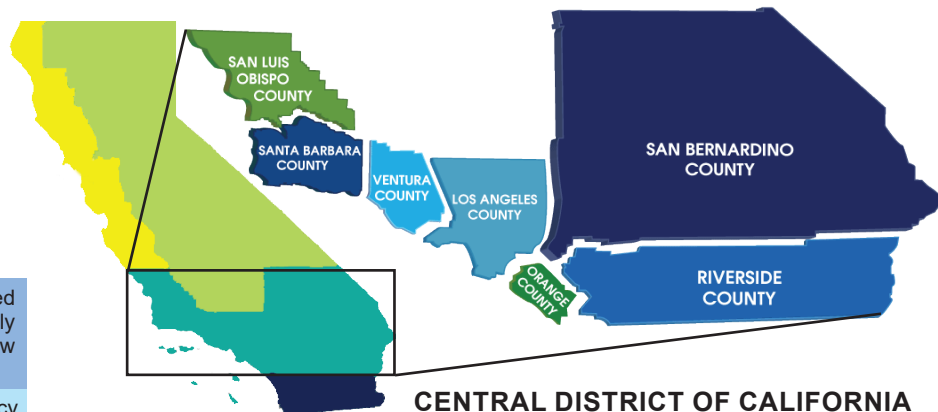 SAN LUIS
OBISPO
COUNTY
SANTA BARBARA
COUNTY
VENTURA
COUNTY
LOS ANGELES
COUNTY
SAN BERNARDINO
COUNTY
ORANGE
COUNTY
RIVERSIDE
COUNTY
CENTRAL DISTRICT OF CALIFORNIA